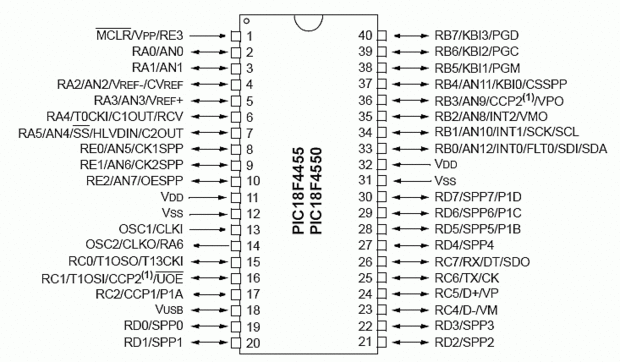 MCLR/VPP/RE3 1
RA0/AN0 2
RA1/AN1 3
RA2/AN2/VREF-/CVREF 4
RA3/AN3/VREF+ 5
RA4/T0CKI/C1OUT/RCV 6
RA5/AN4/SS/HLVDIN/C2OUT 7
RE0/AN5/CK1SPP 8
RE1/AN6/CK2SPP 9
RE2/AN7/OESPP 10
VDD 11
VSS 12
OSC1/CLKI 13
OSC2/CLKO/RA6 14
RC0/T1OSO/T13CKI 15
RC1/T1OSI/CCP2(1)/UOE 16
RC2/CCP1/P1A 17
VUSB 18
RD0/SPP0 19
RD1/SPP1 20
PIC18F4455
PIC18F4550
40 RB7/KBI3/PGD
39 RB6/KBI2/PGC
38 RB5/KBI1/PGM
37 RB4/AN11/KBI0/CSSPP
36 RB3/AN9/CCP2(1)/VPO
35 RB2/AN8/INT2/VMO
34 RB1/AN10/INT1/SCK/SCL
33 RB0/AN12/INT0/FLT0/SDI/SDA
32 VDD
31 VSS
30 RD7/SPP7/P1D
29 RD6/SPP6/P1C
28 RD5/SPP5/P1B
27 RD4/SPP4
26 RC7/RX/DT/SDO
25 RC6/TX/CK
24 RC5/D+/VP
23 RC4/D-/VM
22 RD3/SPP3
21 RD2/SPP2